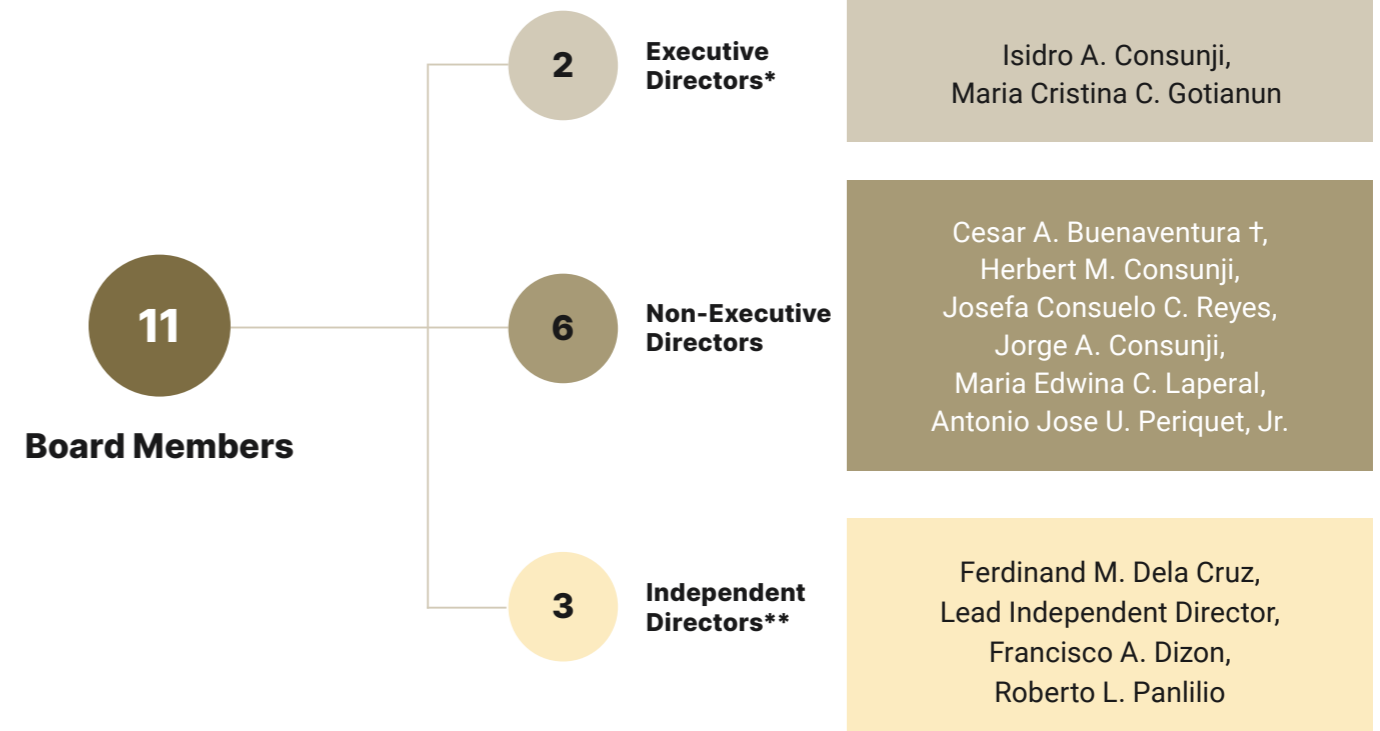 11
Board Members
2
Executive
Directors*
Isidro A. Consunji,
Maria Cristina C. Gotianun
6
Non-Executive
Directors
Cesar A. Buenaventura †,
Herbert M. Consunji,
Josefa Consuelo C. Reyes,
Jorge A. Consunji,
Maria Edwina C. Laperal,
Antonio Jose U. Periquet, Jr.
3
Independent
Directors**
Ferdinand M. Dela Cruz,
Lead Independent Director,
Francisco A. Dizon,
Roberto L. Panlilio